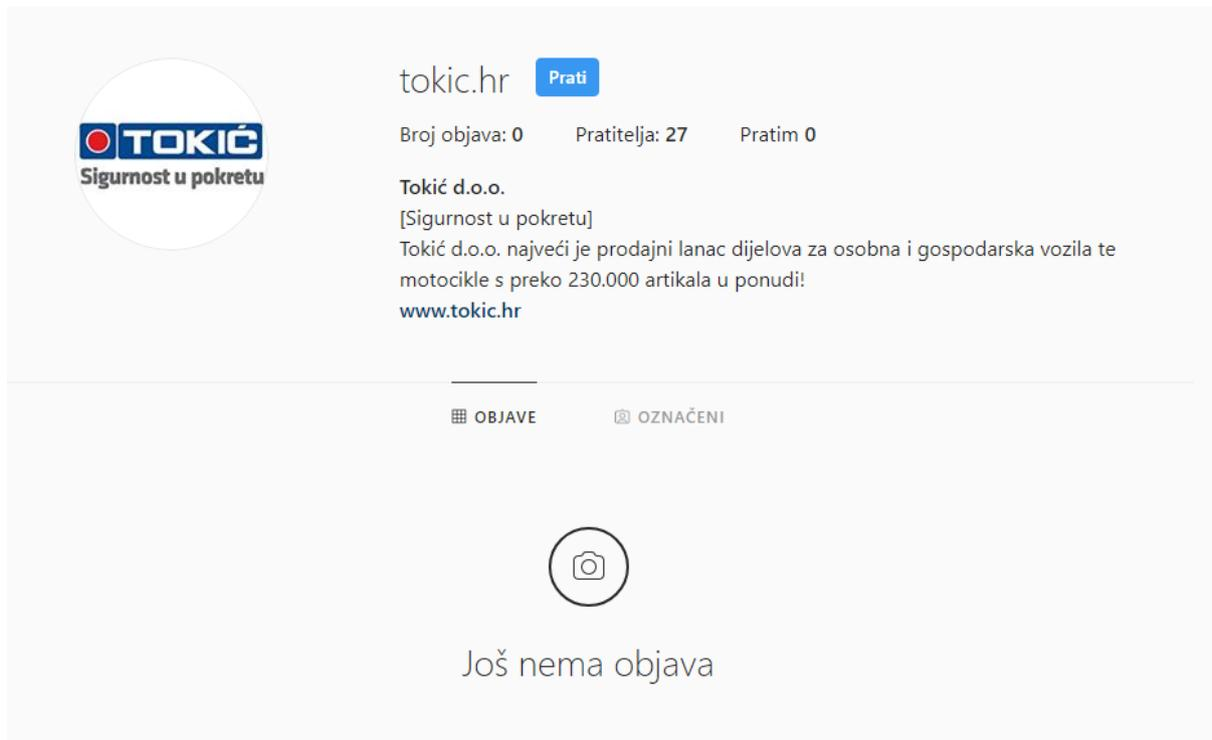 TOKIĆ
Sigurnost u pokretu
tokic.hr Prati
Broj objava: 0 Pratitelja: 27 Pratim 0
Tokić d.o.o.
[Sigurnost u pokretu]
Tokić d.o.o. najveći je prodajni lanac dijelova za osobna i gospodarska vozila te
motocikle s preko 230.000 artikala u ponudi!
www.tokic.hr
OBJAVE OZNAČENI
Još nema objava